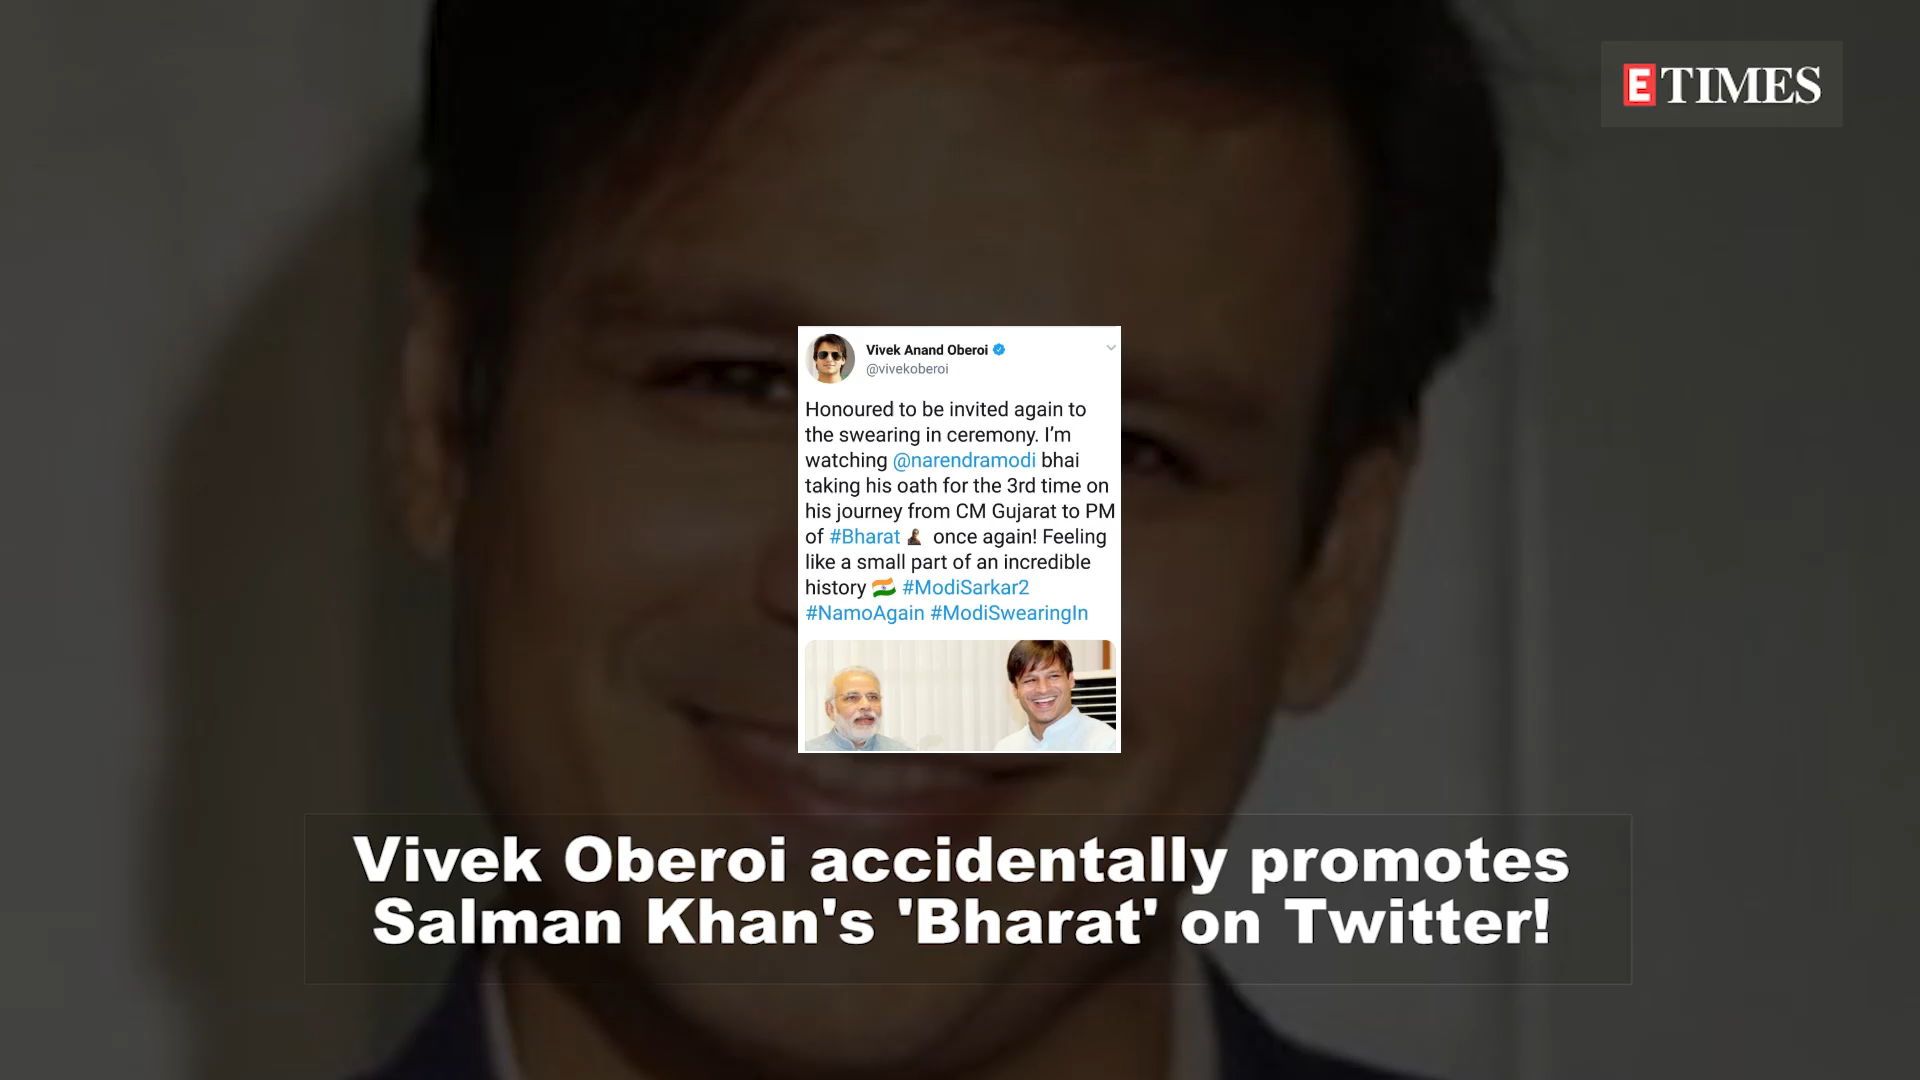 E TIMES
Vivek Anand Oberoi
@vivekoberoi
Honoured to be invited again to
the swearing in ceremony. I’m
watching @narendramodi bhai
taking his oath for the 3rd time on
his journey from CM Gujarat to PM
of #Bharat once again! Feeling
like a small part of an incredible
history 🇮🇳 #ModiSarkar2
#NamoAgain #ModiSwearingIn
Vivek Oberoi accidentally promotes
Salman Khan's 'Bharat' on Twitter!